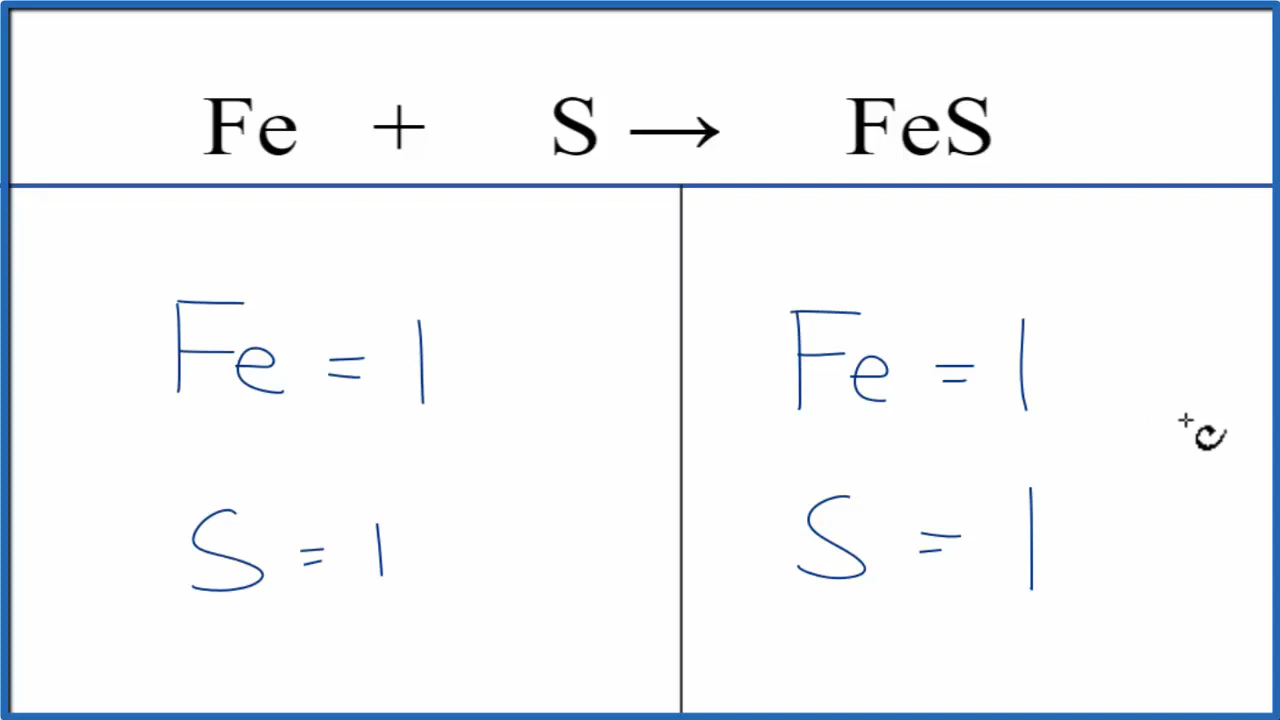 Fe + S → FeS
Fe = 1
S = 1
Fe = 1
S = 1